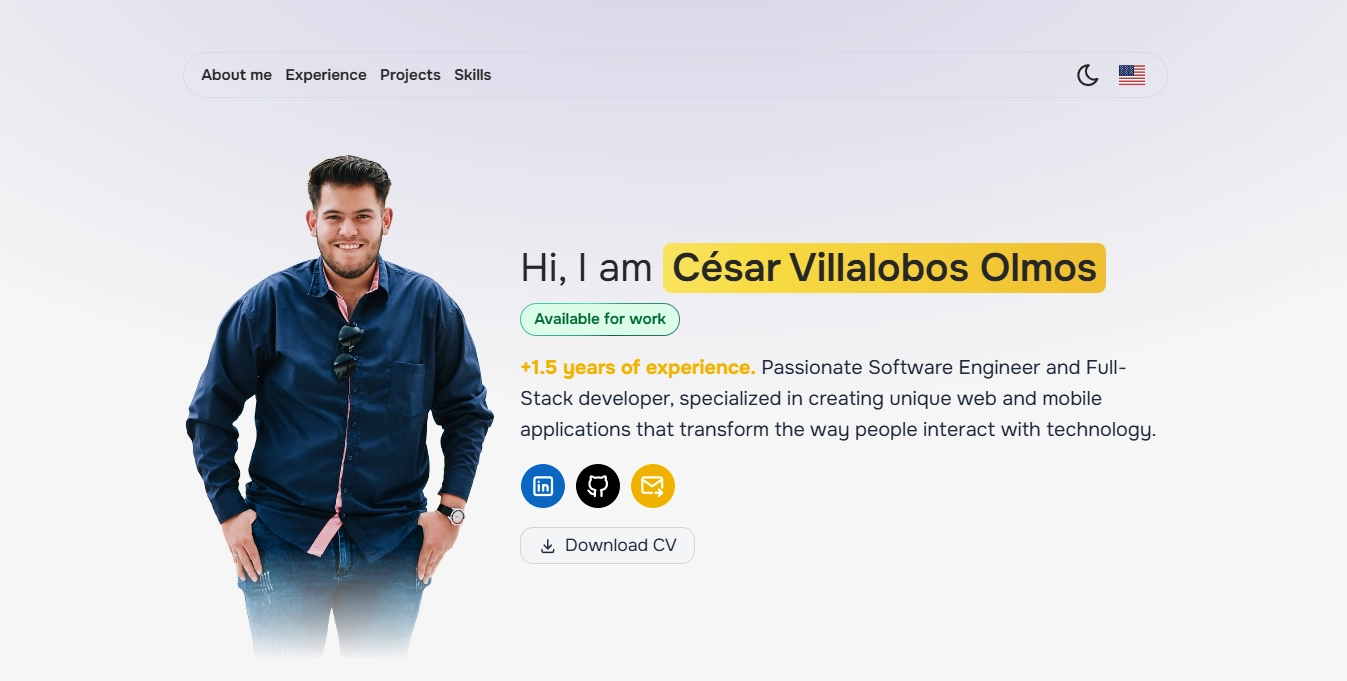 About me Experience Projects Skills
Hi, I am César Villalobos Olmos
Available for work
+1.5 years of experience. Passionate Software Engineer and Full-
Stack developer, specialized in creating unique web and mobile
applications that transform the way people interact with technology.
in
Download CV